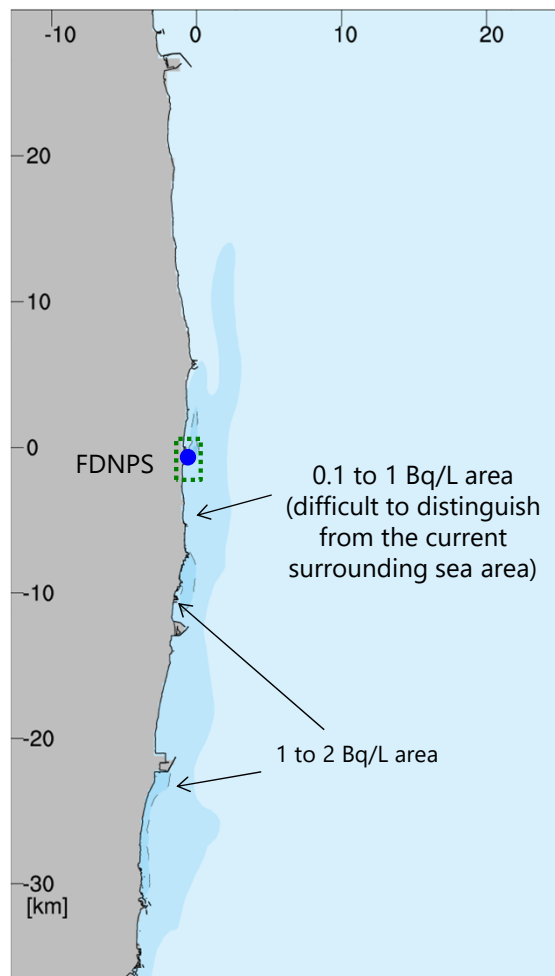 -10 0 10 20
20
10
0
FDNPS
0.1 to 1 Bq/L area
(difficult to distinguish
from the current
surrounding sea area)
-10
-20
1 to 2 Bq/L area
-30
[km]